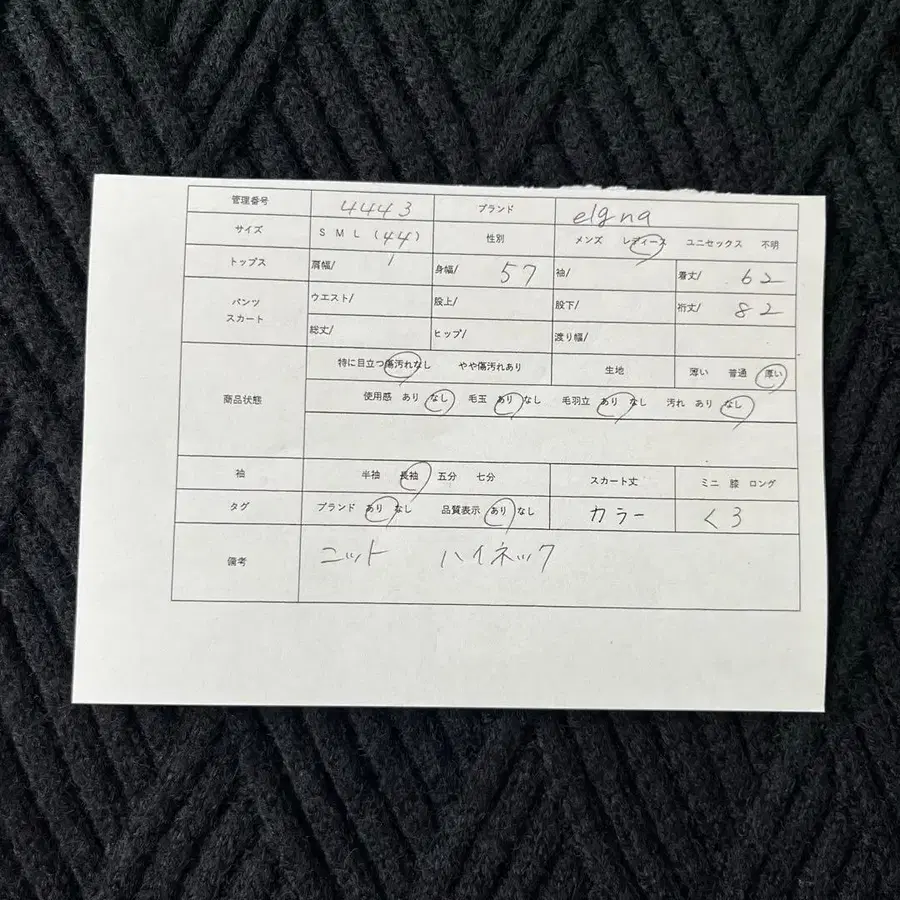 管理番号 4443 ブランド elgna
サイズ S M L (44) 性別 メンズ レディース ユニセックス 不明
トップス 肩幅/ 身幅/ 57 袖/ 着丈/ 62
パンツ スカート ウエスト/ 股上/ 股下/ 裄丈/ 82
総丈/ ヒップ/ 渡り幅/
商品状態 特に目立つ傷汚れなし やや傷汚れあり 生地 薄い 普通 厚い
使用感 あり なし 毛玉 あり なし 毛羽立 あり なし 汚れ あり なし
袖 半袖 長袖 五分 七分 スカート丈 ミニ 膝 ロング
タグ ブランド あり なし 品質表示 あり なし カラー くろ
備考 ニット ハイネック